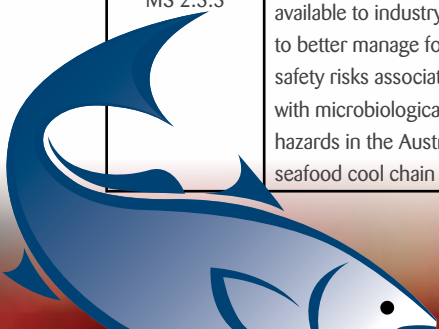 MS 2.3.3
available to industry
to better manage fo
safety risks associat
with microbiological
hazards in the Austr
seafood cool chain